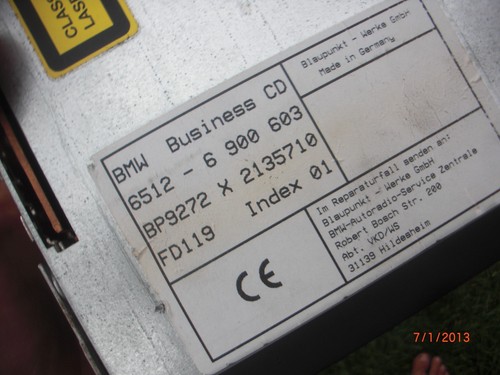 CLASS
LASE
BMW Business CD
6512 - 6 900 603
BP9272 X 2135710
FD119 Index 01
Blaupunkt - Werke GmbH
Made in Germany
Im Reparaturfall senden an:
Blaupunkt - Werke GmbH
BMW-Autoradio-Service Zentrale
Robert Bosch Str. 200
Abt. VKD/WS
31139 Hildesheim
CE
7/1/2013